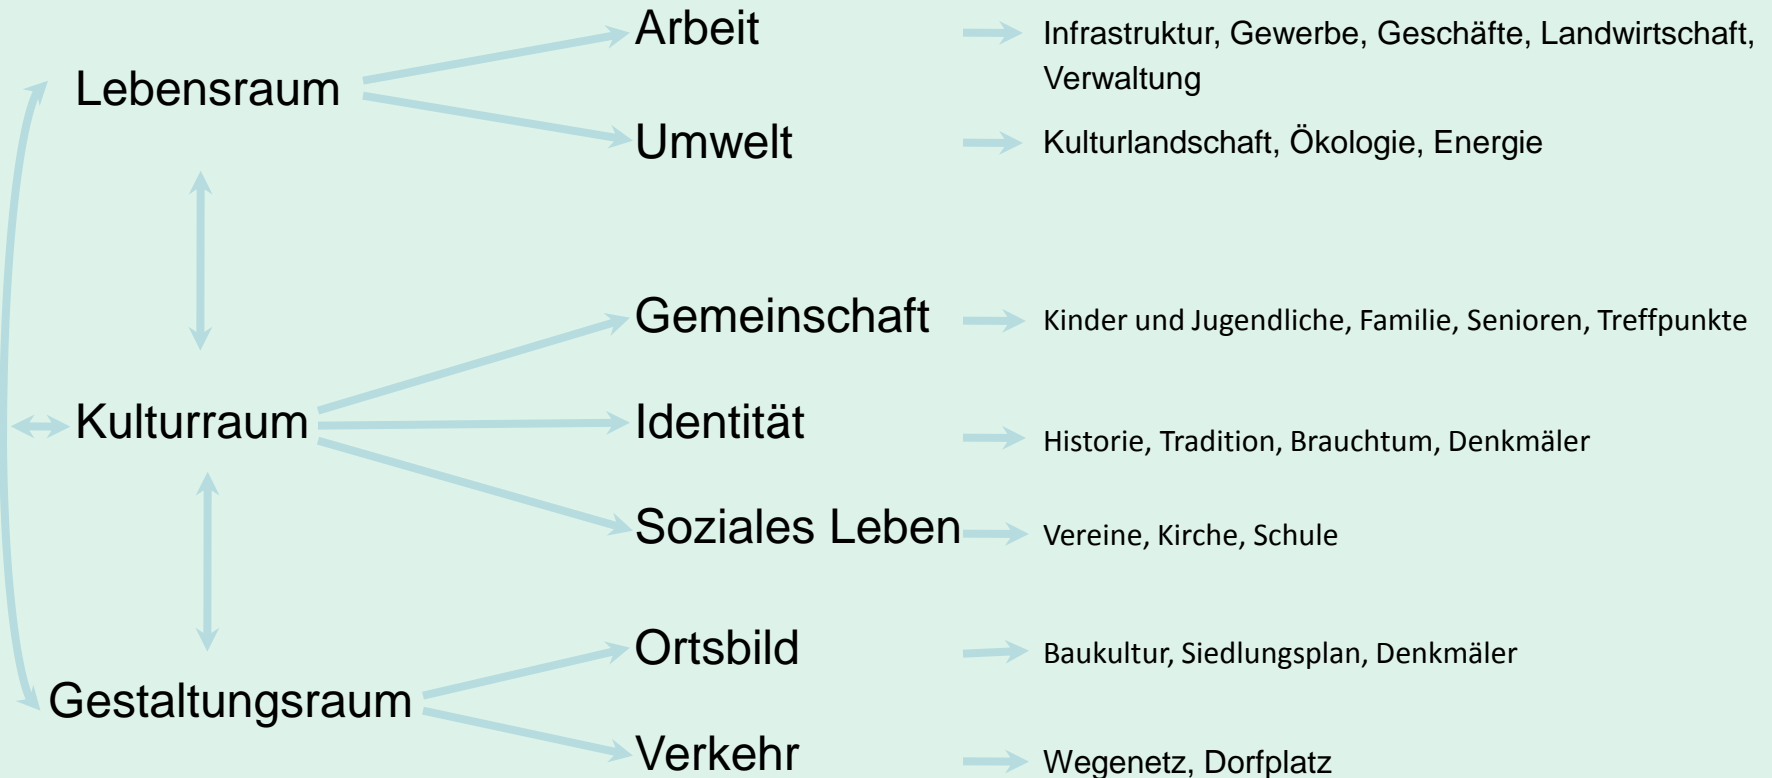 Arbeit
Infrastruktur, Gewerbe, Geschäfte, Landwirtschaft,
Verwaltung
Lebensraum
Umwelt
Kulturlandschaft, Ökologie, Energie
Gemeinschaft
Kinder und Jugendliche, Familie, Senioren, Treffpunkte
Kulturraum
Identität
Historie, Tradition, Brauchtum, Denkmäler
Soziales Leben
Vereine, Kirche, Schule
Ortsbild
Baukultur, Siedlungsplan, Denkmäler
Gestaltungsraum
Verkehr
Wegenetz, Dorfplatz